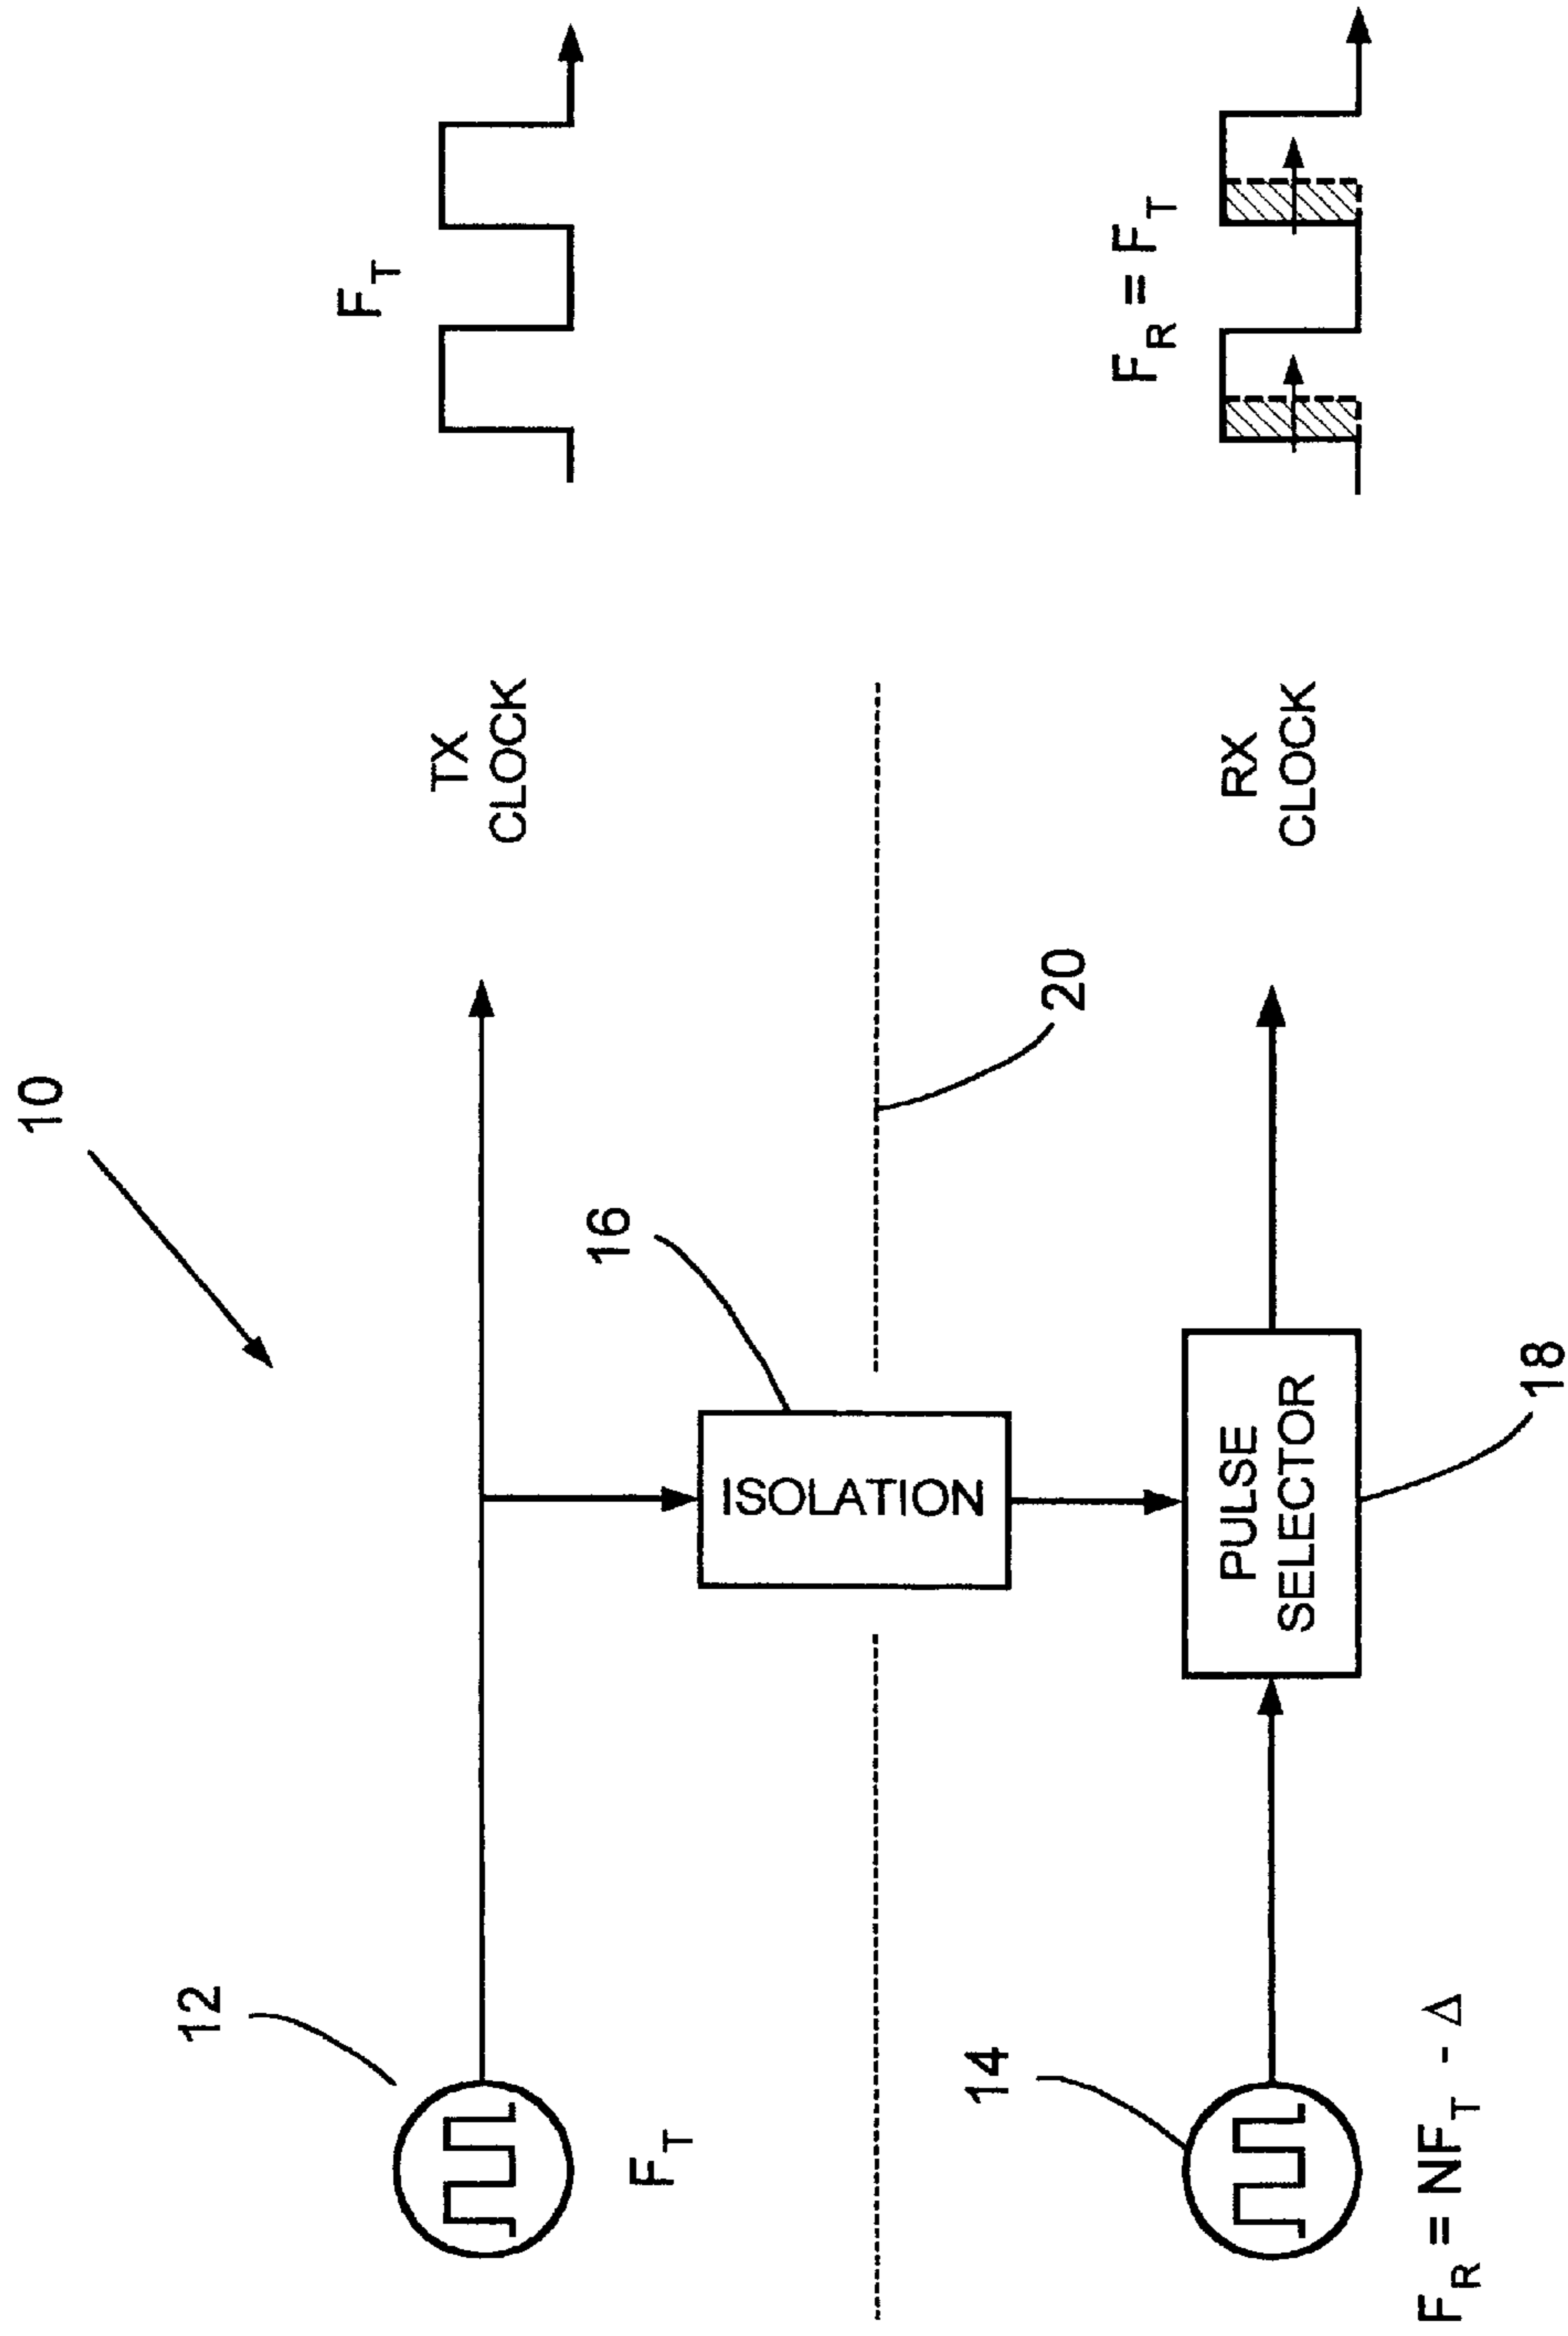 10
12
F_T
TX
CLOCK
F_T
16
ISOLATION
20
14
F_R = NF_T - Δ
PULSE
SELECTOR
18
RX
CLOCK
F_R = F_T